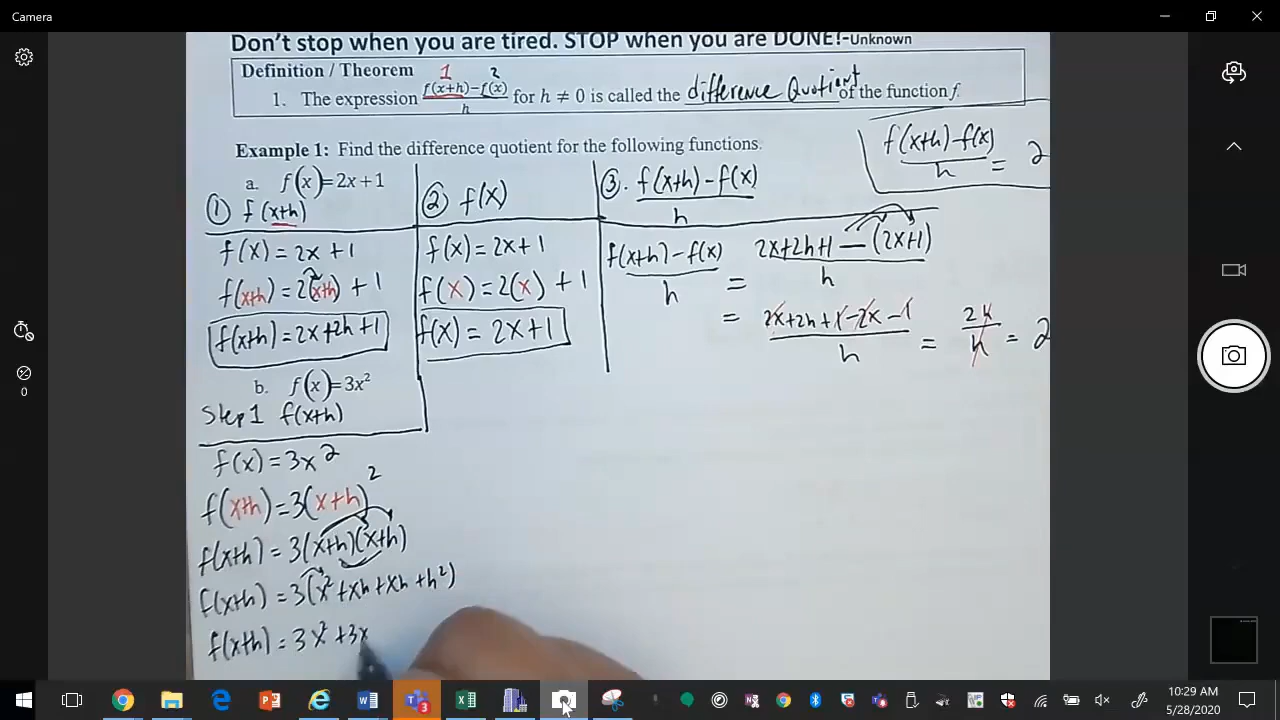 Camera
Don't stop when you are tired. STOP when you are DONE!-Unknown
Definition / Theorem
1. The expression f(x+h)-f(x)/h for h ≠ 0 is called the difference Quotient of the function f.
1 2
Example 1: Find the difference quotient for the following functions.
f(x+h)-f(x)/h = 2
a. f(x)=2x+1
① f(x+h)
② f(x)
③. f(x+h)-f(x)/h
f(x) = 2x + 1
f(x+h) = 2(x+h) + 1
f(x+h) = 2x+2h+1
f(x) = 2x+1
f(x) = 2(x) + 1
f(x) = 2x+1
f(x+h)-f(x)/h = 2x+2h+1 - (2x+1)/h
= 2x+2h+1-2x-1/h = 2h/h = 2
b. f(x)=3x²
Step 1 f(x+h)
f(x) = 3x²
f(x+h) = 3(x+h)²
f(x+h) = 3(x+h)(x+h)
f(x+h) = 3(x²+xh+xh+h²)
f(x+h) = 3x²+3x
0
3
10:29 AM
5/28/2020